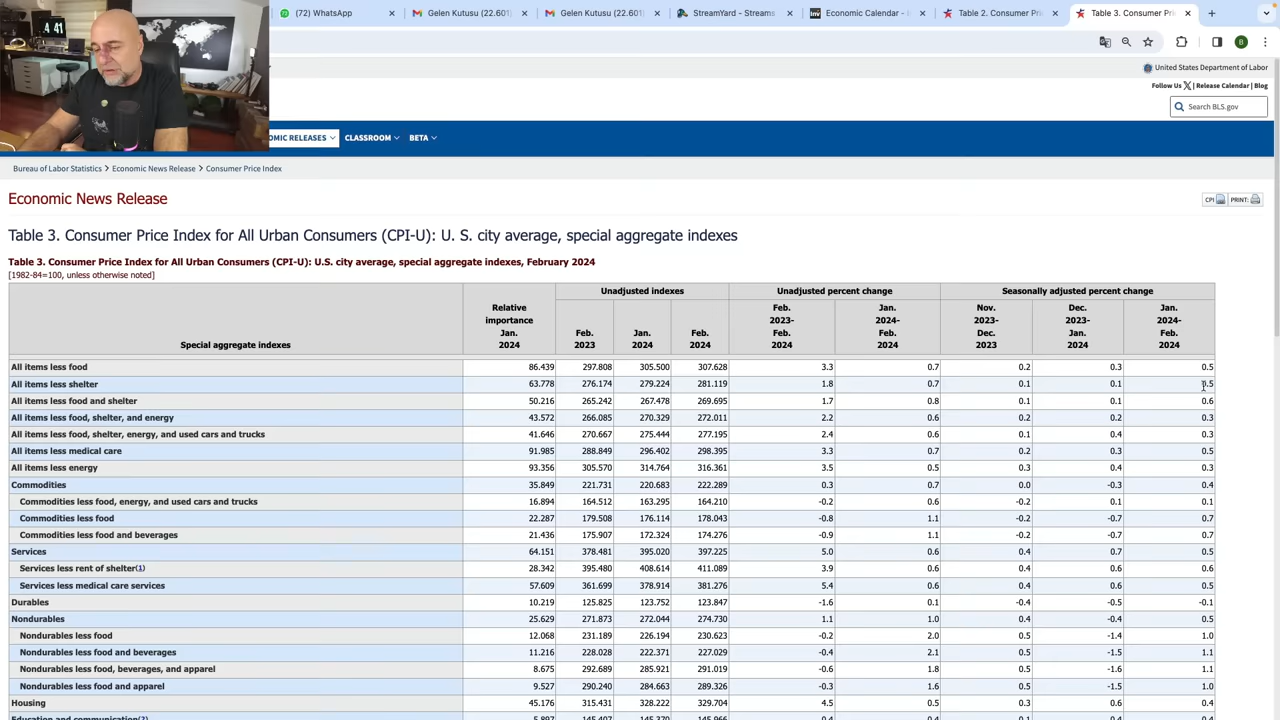 4 41
(72) WhatsApp
Gelen Kutusu (22.601)
Gelen Kutusu (22.601)
Economic Calendar -
Table 2. Consumer Pri
Table 3. Consumer Pri
B
United States Department of Labor
Follow Us X | Release Calendar | Blog
Search BLS.gov
OMIC RELEASES CLASSROOM BETA
Bureau of Labor Statistics > Economic News Release > Consumer Price Index
Economic News Release
CPI PRINT:
Table 3. Consumer Price Index for All Urban Consumers (CPI-U): U. S. city average, special aggregate indexes
Table 3. Consumer Price Index for All Urban Consumers (CPI-U): U.S. city average, special aggregate indexes, February 2024
[1982-84=100, unless otherwise noted]
Special aggregate indexes
Relative importance Jan. 2024
Unadjusted indexes
Feb. 2023
Jan. 2024
Feb. 2024
Unadjusted percent change
Feb. 2023-Feb. 2024
Jan. 2024-Feb. 2024
Seasonally adjusted percent change
Nov. 2023-Dec. 2023
Dec. 2023-Jan. 2024
Jan. 2024-Feb. 2024
All items less food 86.439 297.808 305.500 307.628 3.3 0.7 0.2 0.3 0.5
All items less shelter 63.778 276.174 279.224 281.119 1.8 0.7 0.1 0.1 0.5
All items less food and shelter 50.216 265.242 267.478 269.695 1.7 0.8 0.1 0.1 0.6
All items less food, shelter, and energy 43.572 266.085 270.329 272.011 2.2 0.6 0.2 0.2 0.3
All items less food, shelter, energy, and used cars and trucks 41.646 270.667 275.444 277.195 2.4 0.6 0.1 0.4 0.3
All items less medical care 91.985 288.849 296.402 298.395 3.3 0.7 0.2 0.3 0.5
All items less energy 93.356 305.570 314.764 316.361 3.5 0.5 0.3 0.4 0.3
Commodities 35.849 221.731 220.683 222.289 0.3 0.7 0.0 -0.3 0.4
Commodities less food, energy, and used cars and trucks 16.894 164.512 163.295 164.210 -0.2 0.6 -0.2 0.1 0.1
Commodities less food 22.287 179.508 176.114 178.043 -0.8 1.1 -0.2 -0.7 0.7
Commodities less food and beverages 21.436 175.907 172.324 174.276 -0.9 1.1 -0.2 -0.7 0.7
Services 64.151 378.481 395.020 397.225 5.0 0.6 0.4 0.7 0.5
Services less rent of shelter(1) 28.342 395.480 408.614 411.089 3.9 0.6 0.4 0.6 0.6
Services less medical care services 57.609 361.699 378.914 381.276 5.4 0.6 0.4 0.6 0.5
Durables 10.219 125.825 123.752 123.847 -1.6 0.1 -0.4 -0.5 -0.1
Nondurables 25.629 271.873 272.044 274.730 1.1 1.0 0.4 -0.4 0.5
Nondurables less food 12.068 231.189 226.194 230.623 -0.2 2.0 0.5 -1.4 1.0
Nondurables less food and beverages 11.216 228.028 222.371 227.029 -0.4 2.1 0.5 -1.5 1.1
Nondurables less food, beverages, and apparel 8.675 292.689 285.921 291.019 -0.6 1.8 0.5 -1.6 1.1
Nondurables less food and apparel 9.527 290.240 284.663 289.326 -0.3 1.6 0.5 -1.5 1.0
Housing 45.176 315.431 328.222 329.704 4.5 0.5 0.3 0.6 0.4
Education and communication(2) 5.897 145.407 145.370 145.966 0.4 0.4 0.1 0.4 0.4